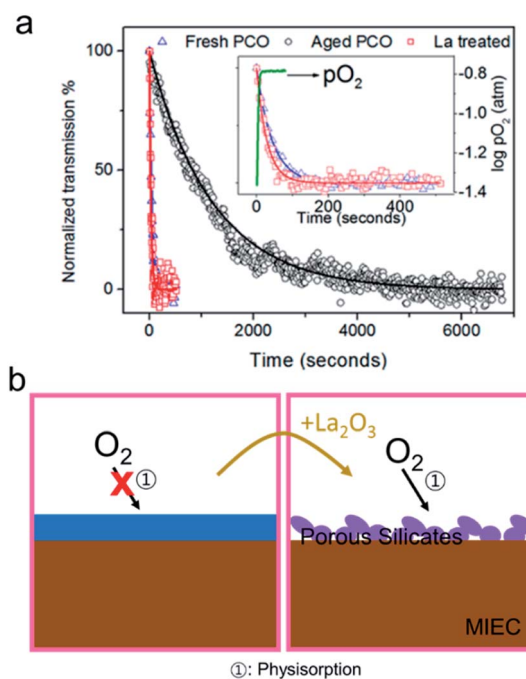 a
Fresh PCO Aged PCO La treated
100
50
0
Normalized transmission %
0 2000 4000 6000
Time (seconds)
pO₂
-0.8
-1.0
-1.2
-1.4
log pO₂ (atm)
0 200 400
Time (seconds)
b
+La₂O₃
O₂
X ①
O₂
①
Porous Silicates
MIEC
①: Physisorption